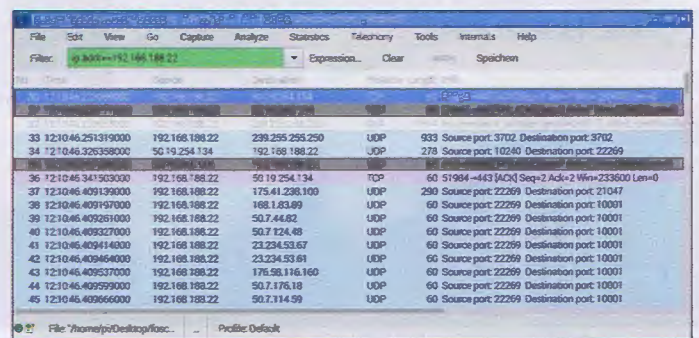 File Edit View Go Capture Analyze Statistics Telephony Tools Internals Help
Filter: ip.addr==192.168.188.22 Expression... Clear Speichern
33 12:10:46.251319000 192.168.188.22 239.255.255.250 UDP 933 Source port: 3702 Destination port: 3702
34 12:10:46.326358000 50.19.254.134 192.168.188.22 UDP 278 Source port: 10240 Destination port: 22269
36 12:10:46.341503000 192.168.188.22 50.19.254.134 TCP 60 51984→443 [ACK] Seq=2 Ack=2 Win=233600 Len=0
37 12:10:46.409139000 192.168.188.22 175.41.238.100 UDP 290 Source port: 22269 Destination port: 21047
38 12:10:46.409197000 192.168.188.22 168.1.83.89 UDP 60 Source port: 22269 Destination port: 10001
39 12:10:46.409261000 192.168.188.22 50.7.44.82 UDP 60 Source port: 22269 Destination port: 10001
40 12:10:46.409327000 192.168.188.22 50.7.124.48 UDP 60 Source port: 22269 Destination port: 10001
41 12:10:46.409414000 192.168.188.22 23.234.53.67 UDP 60 Source port: 22269 Destination port: 10001
42 12:10:46.409464000 192.168.188.22 23.234.53.61 UDP 60 Source port: 22269 Destination port: 10001
43 12:10:46.409537000 192.168.188.22 176.58.116.160 UDP 60 Source port: 22269 Destination port: 10001
44 12:10:46.409599000 192.168.188.22 50.7.176.18 UDP 60 Source port: 22269 Destination port: 10001
45 12:10:46.409666000 192.168.188.22 50.7.114.59 UDP 60 Source port: 22269 Destination port: 10001
File: "/home/pi/Desktop/fosc... ... Profile: Default